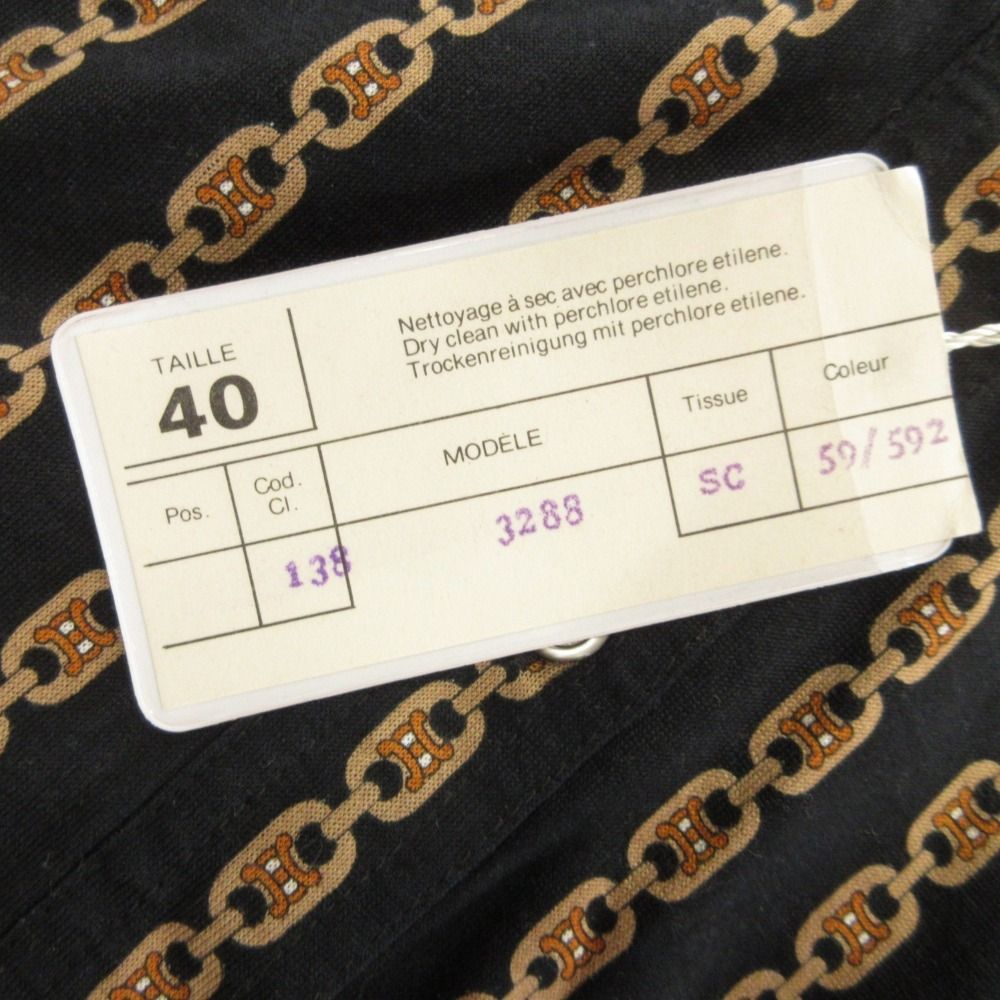 TAILLE
40
Nettoyage à sec avec perchlore etilene.
Dry clean with perchlore etilene.
Trockenreinigung mit perchlore etilene.
Pos.
Cod.
Cl.
MODÈLE
Tissue
Coleur
138
3288
SC
59/592